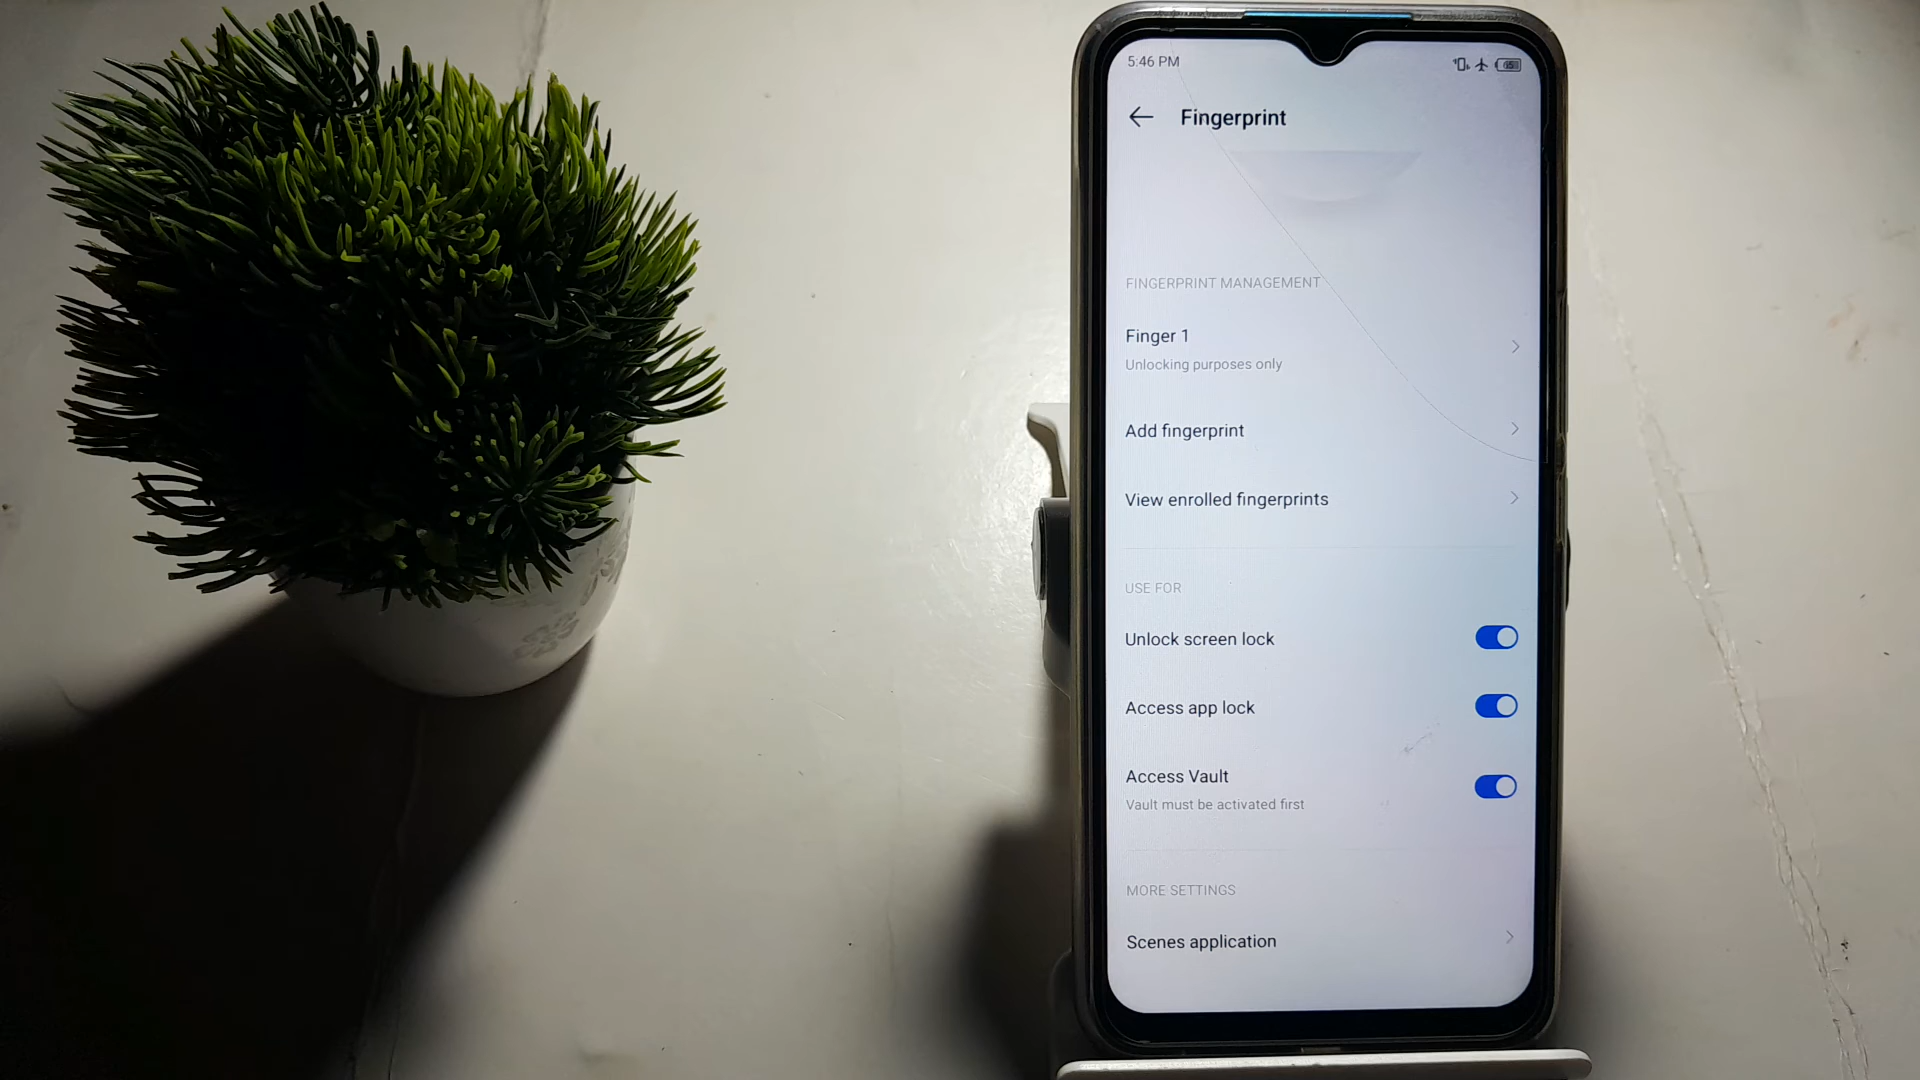 5:46 PM
Fingerprint
FINGERPRINT MANAGEMENT
Finger 1
Unlocking purposes only
Add fingerprint
View enrolled fingerprints
USE FOR
Unlock screen lock
Access app lock
Access Vault
Vault must be activated first
MORE SETTINGS
Scenes application